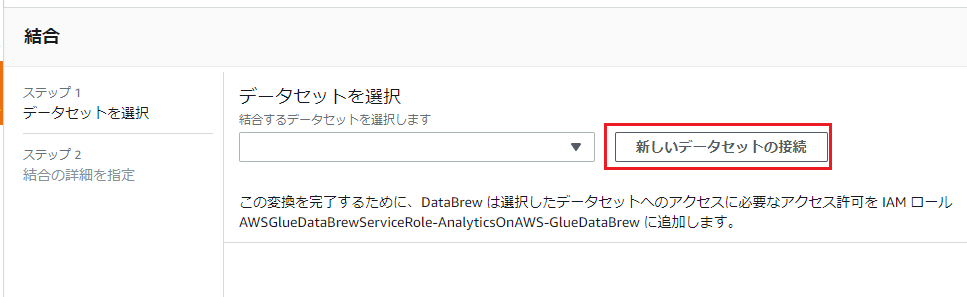 結合
ステップ 1
データセットを選択
ステップ 2
結合の詳細を指定
データセットを選択
結合するデータセットを選択します
新しいデータセットの接続
この変換を完了するために、DataBrew は選択したデータセットへのアクセスに必要なアクセス許可を IAM ロール
AWSGlueDataBrewServiceRole-AnalyticsOnAWS-GlueDataBrew に追加します。